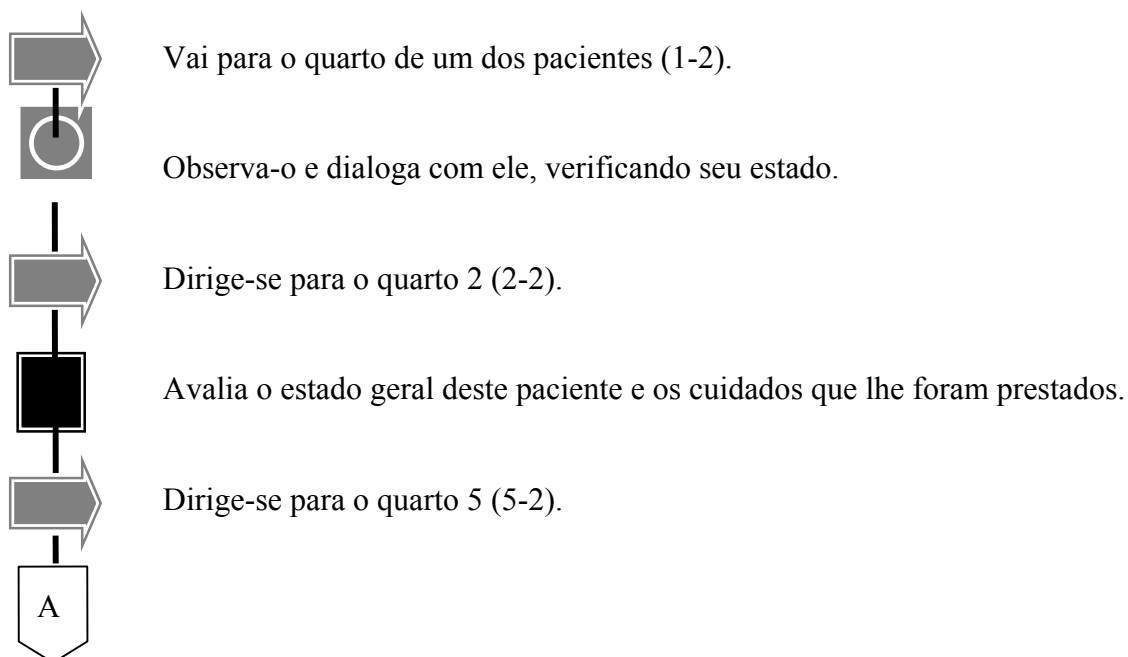 Vai para o quarto de um dos pacientes (1-2).
Observa-o e dialoga com ele, verificando seu estado.
Dirige-se para o quarto 2 (2-2).
Avalia o estado geral deste paciente e os cuidados que lhe foram prestados.
Dirige-se para o quarto 5 (5-2).
A